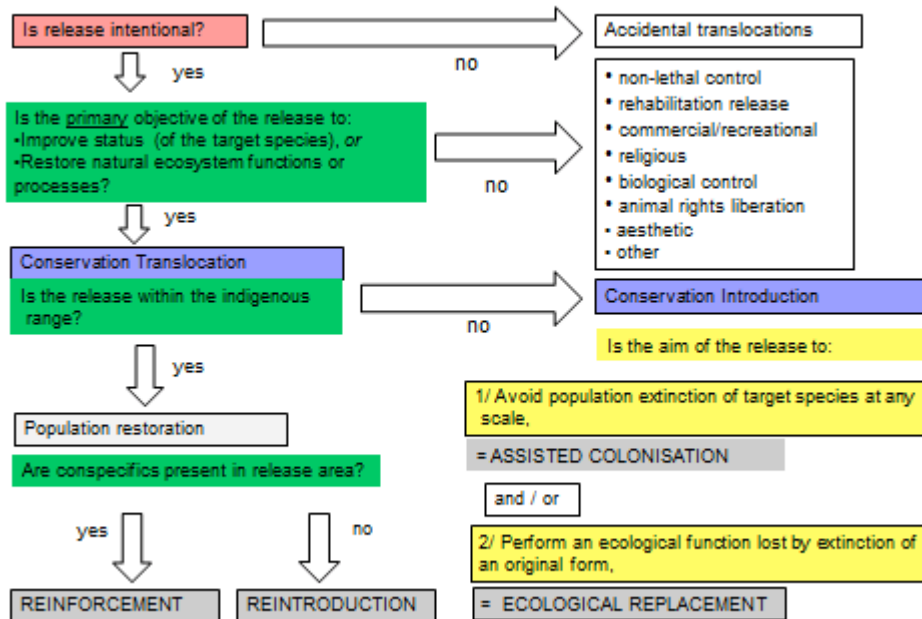 Is release intentional?
no
Accidental translocations
yes
Is the primary objective of the release to:
•Improve status (of the target species), or
•Restore natural ecosystem functions or
processes?
no
• non-lethal control
• rehabilitation release
• commercial/recreational
• religious
• biological control
• animal rights liberation
• aesthetic
• other
yes
Conservation Translocation
Is the release within the indigenous
range?
no
Conservation Introduction
Is the aim of the release to:
yes
1/ Avoid population extinction of target species at any
scale,
= ASSISTED COLONISATION
Population restoration
Are conspecifics present in release area?
and / or
yes
no
2/ Perform an ecological function lost by extinction of
an original form,
REINFORCEMENT
REINTRODUCTION
= ECOLOGICAL REPLACEMENT